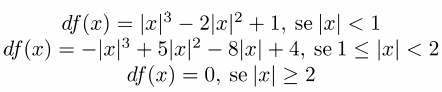 df(x) = |x|³ − 2|x|² + 1, se |x| < 1
df(x) = −|x|³ + 5|x|² − 8|x| + 4, se 1 ≤ |x| < 2
df(x) = 0, se |x| ≥ 2